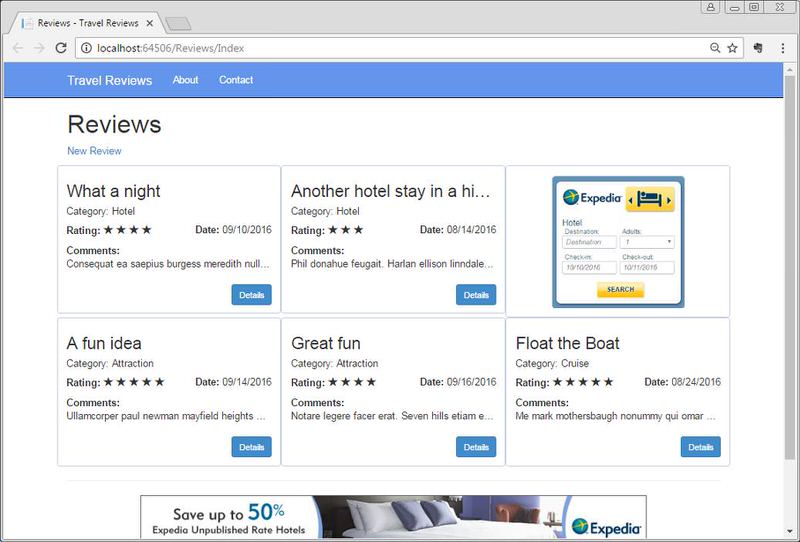 Reviews - Travel Reviews
localhost:64506/Reviews/Index
Travel Reviews About Contact
Reviews
New Review
What a night
Category: Hotel
Rating: ★ ★ ★ ★ Date: 09/10/2016
Comments:
Consequat ea saepius burgess meredith null...
Details
Another hotel stay in a hi...
Category: Hotel
Rating: ★ ★ ★ Date: 08/14/2016
Comments:
Phil donahue feugait. Harlan ellison linndale...
Details
Expedia
Hotel
Destination: Adults:
Destination 1
Check-in: Check-out:
10/10/2016 10/11/2016
SEARCH
A fun idea
Category: Attraction
Rating: ★ ★ ★ ★ ★ Date: 09/14/2016
Comments:
Ullamcorper paul newman mayfield heights ...
Details
Great fun
Category: Attraction
Rating: ★ ★ ★ ★ Date: 09/16/2016
Comments:
Notare legere facer erat. Seven hills etiam e...
Details
Float the Boat
Category: Cruise
Rating: ★ ★ ★ ★ ★ Date: 08/24/2016
Comments:
Me mark mothersbaugh nonummy qui omar ...
Details
Save up to 50%
Expedia Unpublished Rate Hotels
Expedia